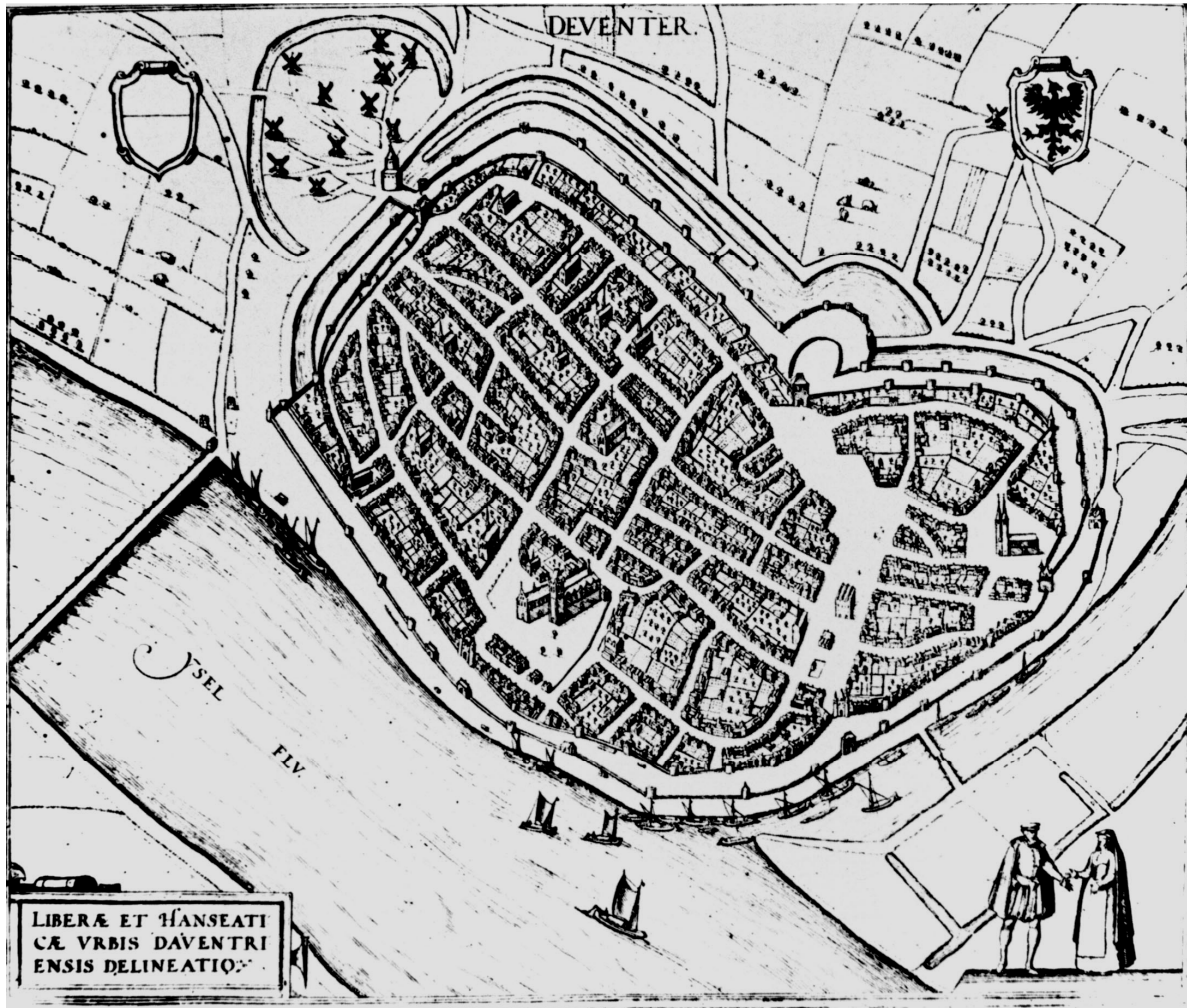 DEVENTER.
YSEL
FLV.
LIBERÆ ET HANSEATI
CÆ VRBIS DAVENTRI
ENSIS DELINEATIO